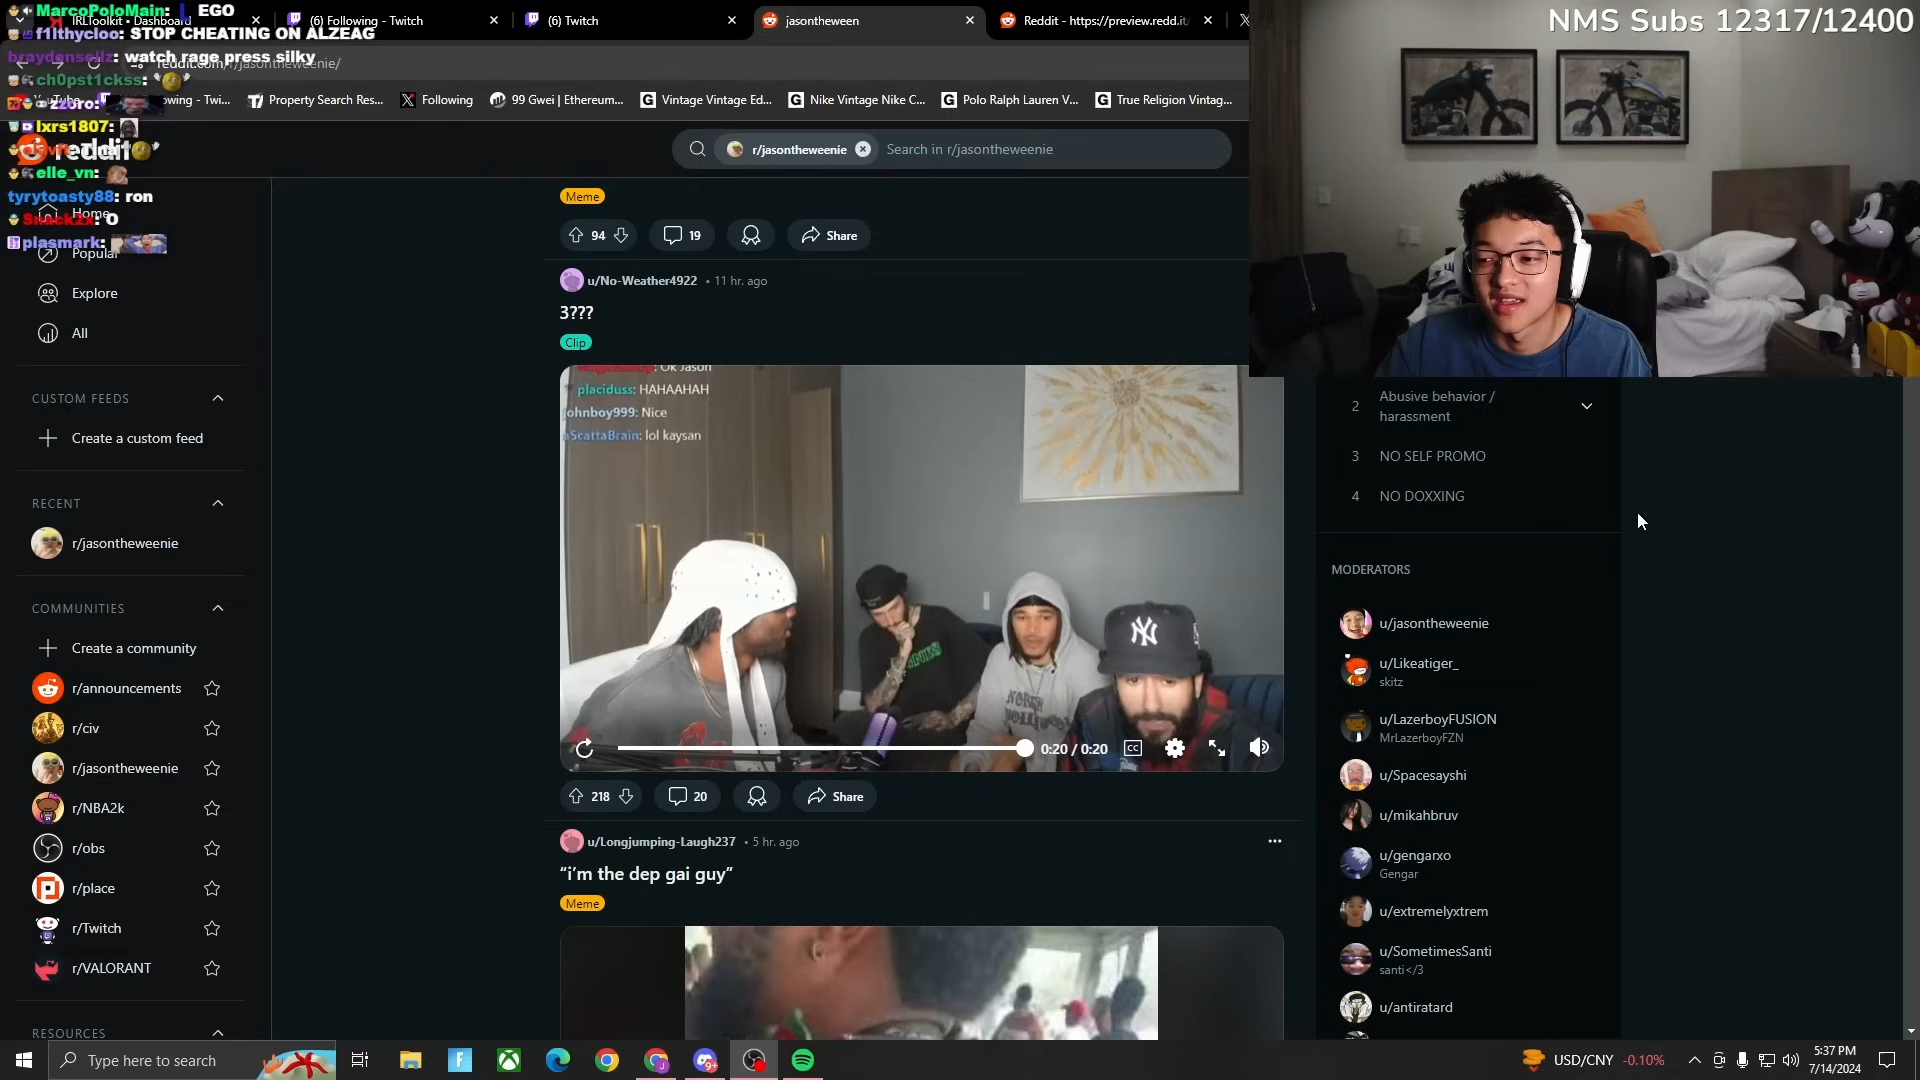 NMS Subs 12317/12400
MarcoPoloMain: EGO
f1lthycloo: STOP CHEATING ON ALZEAG
watch rage press silky
ch0pst1ckss:
zzoro:
lxrs1807:
elle_vn:
tyrytoasty88: ron
Snack2x: O
plasmark:
IRLToolkit • Dashboard
(6) Following - Twitch
(6) Twitch
jasontheween
Reddit - https://preview.redd.it/
reddit.com/r/jasontheweenie/
YouTube
Property Search Res...
Following
99 Gwei | Ethereum...
Vintage Vintage Ed...
Nike Vintage Nike C...
Polo Ralph Lauren V...
True Religion Vintag...
reddit
r/jasontheweenie
Search in r/jasontheweenie
Home
Popular
Explore
All
CUSTOM FEEDS
Create a custom feed
RECENT
r/jasontheweenie
COMMUNITIES
Create a community
r/announcements
r/civ
r/jasontheweenie
r/NBA2k
r/obs
r/place
r/Twitch
r/VALORANT
RESOURCES
Meme
94
19
Share
u/No-Weather4922 • 11 hr. ago
3???
Clip
Ok Jason
placiduss: HAHAAHAH
johnboy999: Nice
aScattaBrain: lol kaysan
0:20 / 0:20
CC
218
20
Share
u/Longjumping-Laugh237 • 5 hr. ago
“i’m the dep gai guy”
Meme
2 Abusive behavior /
harassment
3 NO SELF PROMO
4 NO DOXXING
MODERATORS
u/jasontheweenie
u/Likeatiger_
skitz
u/LazerboyFUSION
MrLazerboyFZN
u/Spacesayshi
u/mikahbruv
u/gengarxo
Gengar
u/extremelyxtrem
u/SometimesSanti
santi</3
u/antiratard
Type here to search
USD/CNY -0.10%
5:37 PM
7/14/2024